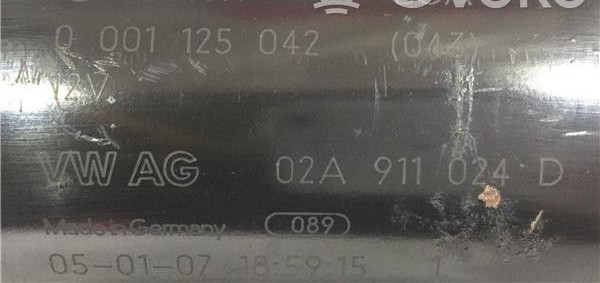 0 001 125 042 (043)
12V
VW AG 02A 911 024 D
Made in Germany 089
05-01-07 18:59:15 1